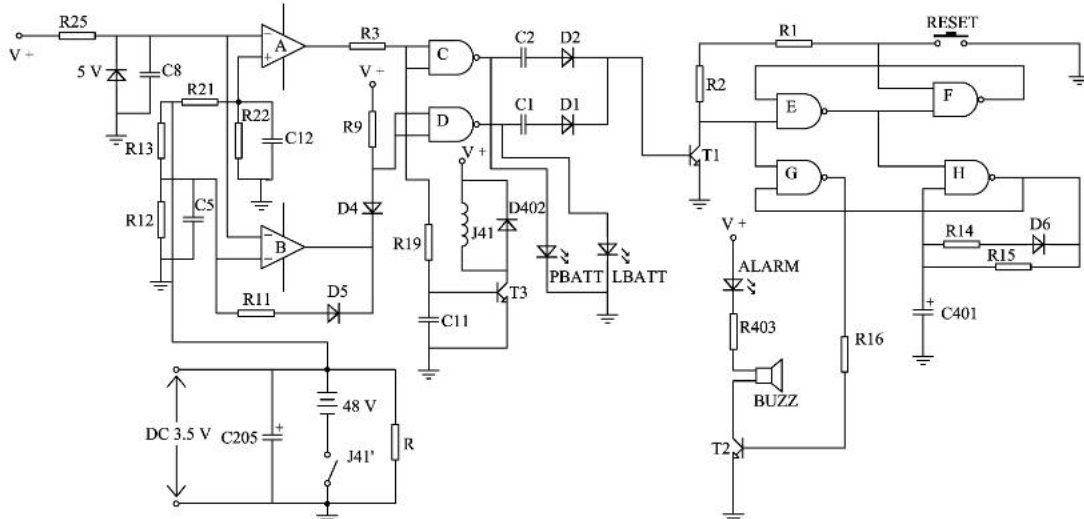 R25
V +
5 V
C8
A
R3
C
C2
D2
R1
RESET
R21
R22
C12
V +
R9
D
C1
D1
R2
E
F
R13
T1
G
H
R12
C5
D4
V +
B
J41
D402
R19
PBATT
LBATT
V +
R14
D6
R15
R11
D5
C11
T3
ALARM
C401
R403
R16
48 V
DC 3.5 V
C205
R
BUZZ
J41'
T2
+
+
+
−
−
−